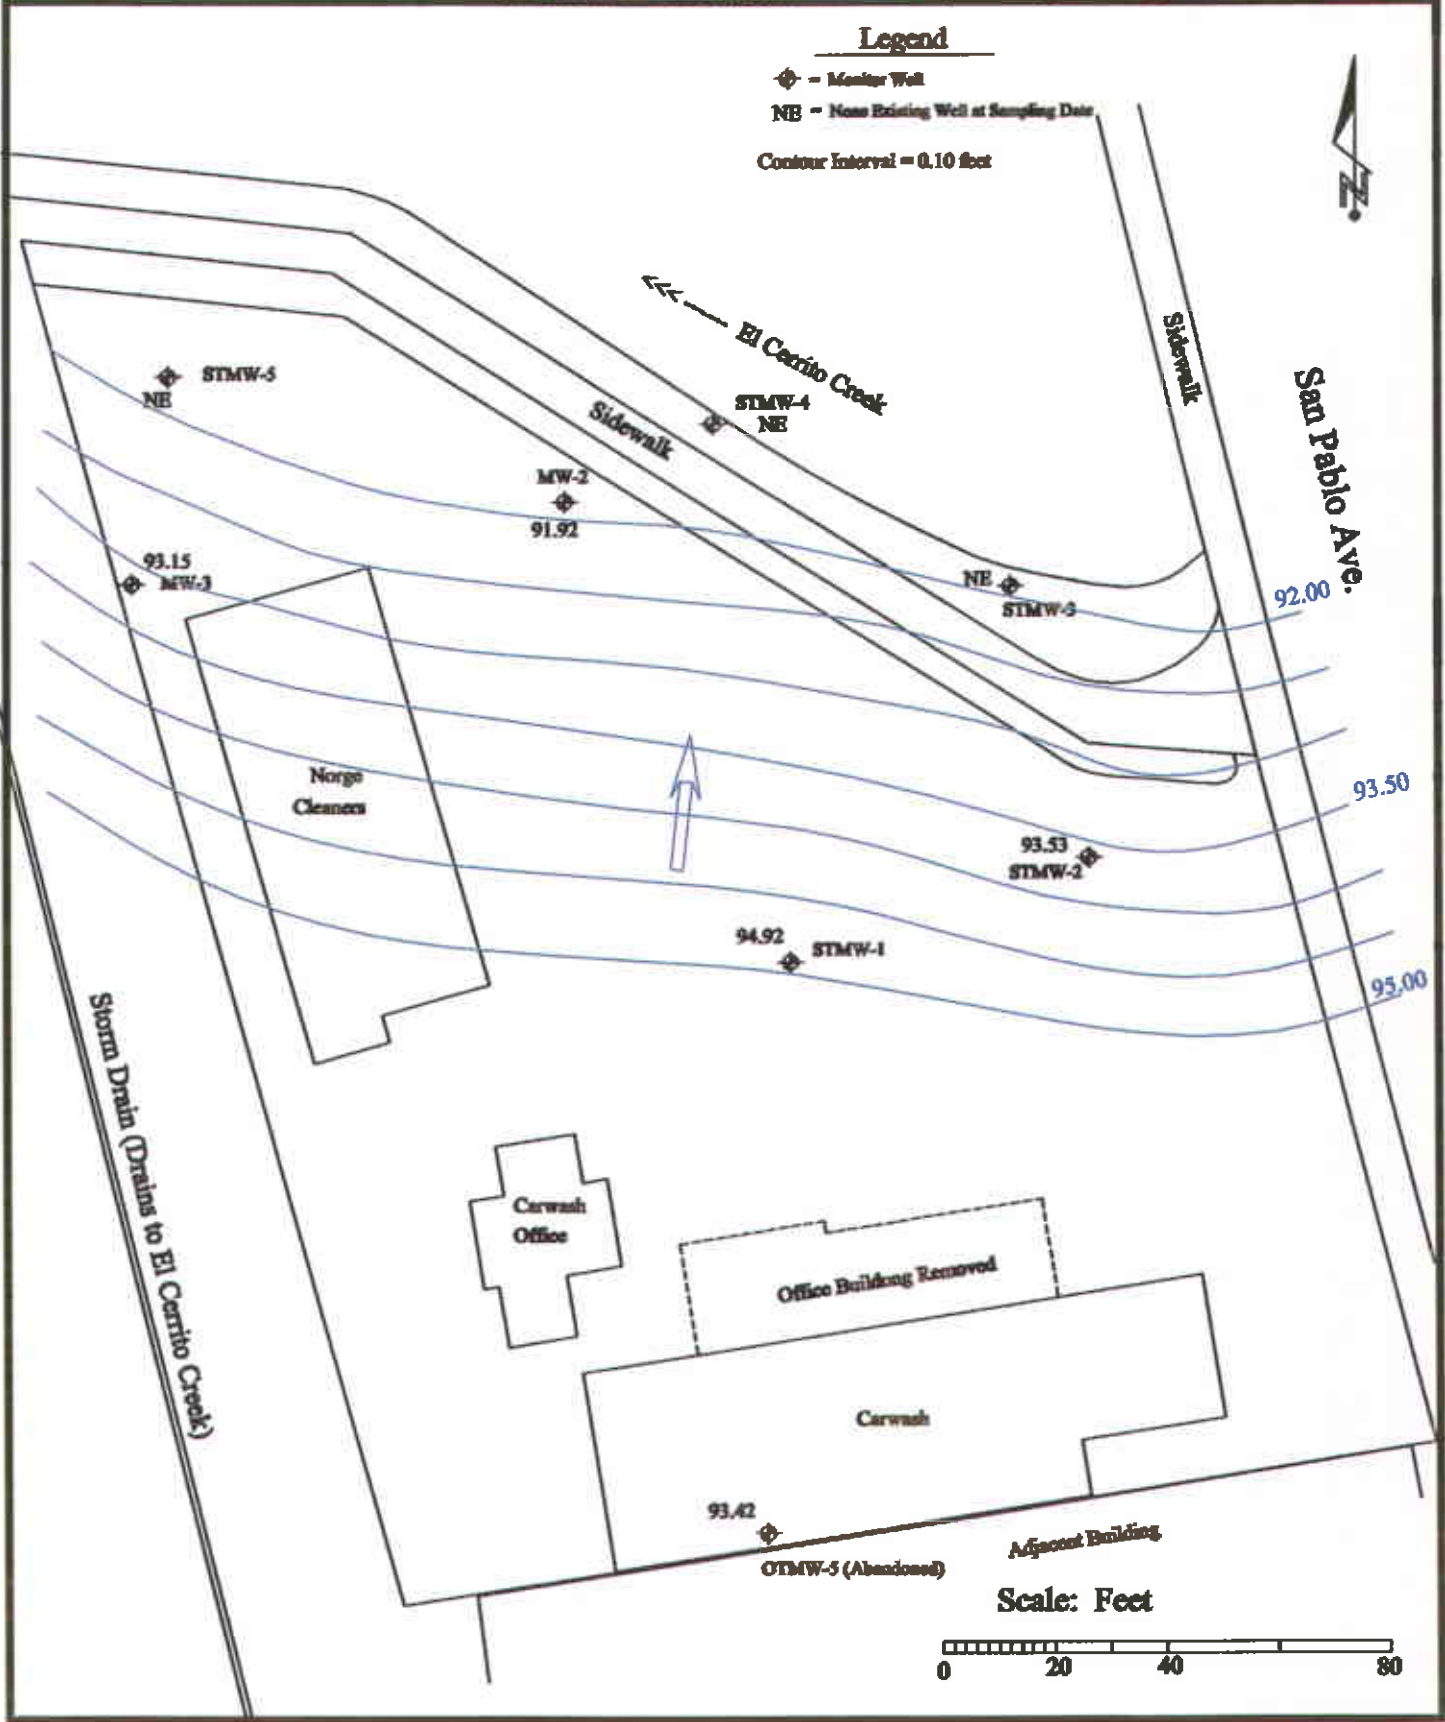 Legend
= Monitor Well
NE = None Existing Well at Sampling Date
Contour Interval = 0.10 feet
El Cerrito Creek
Sidewalk
San Pablo Ave.
STMW-5
NE
STMW-4
NE
Sidewalk
MW-2
91.92
93.15
MW-3
NE
STMW-3
92.00
Norge
Cleaners
93.50
93.53
STMW-2
94.92
STMW-1
95.00
Storm Drain (Drains to El Cerrito Creek)
Carwash
Office
Office Building Removed
Carwash
93.42
OTMW-5 (Abandoned)
Adjacent Building
Scale: Feet
0 20 40 80